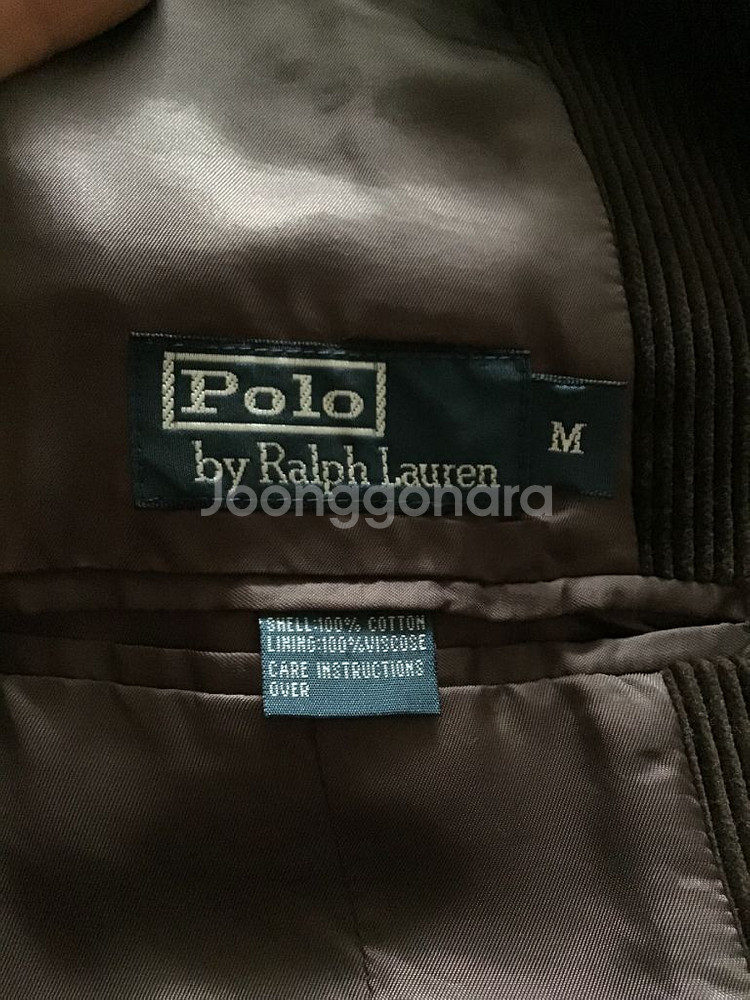 Polo
by Ralph Lauren
M
Joonggonara
SHELL:100% COTTON
LINING:100%VISCOSE
CARE INSTRUCTIONS
OVER